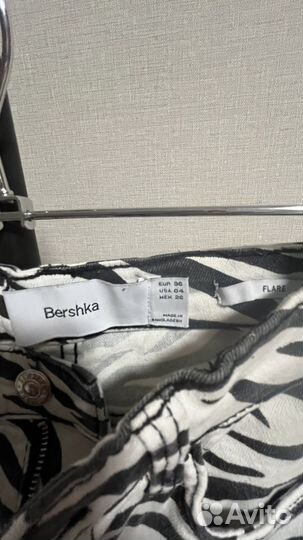 Bershka
EUR 36
USA 04
MEX 26
MADE IN
BANGLADESH
FLARE
Avito